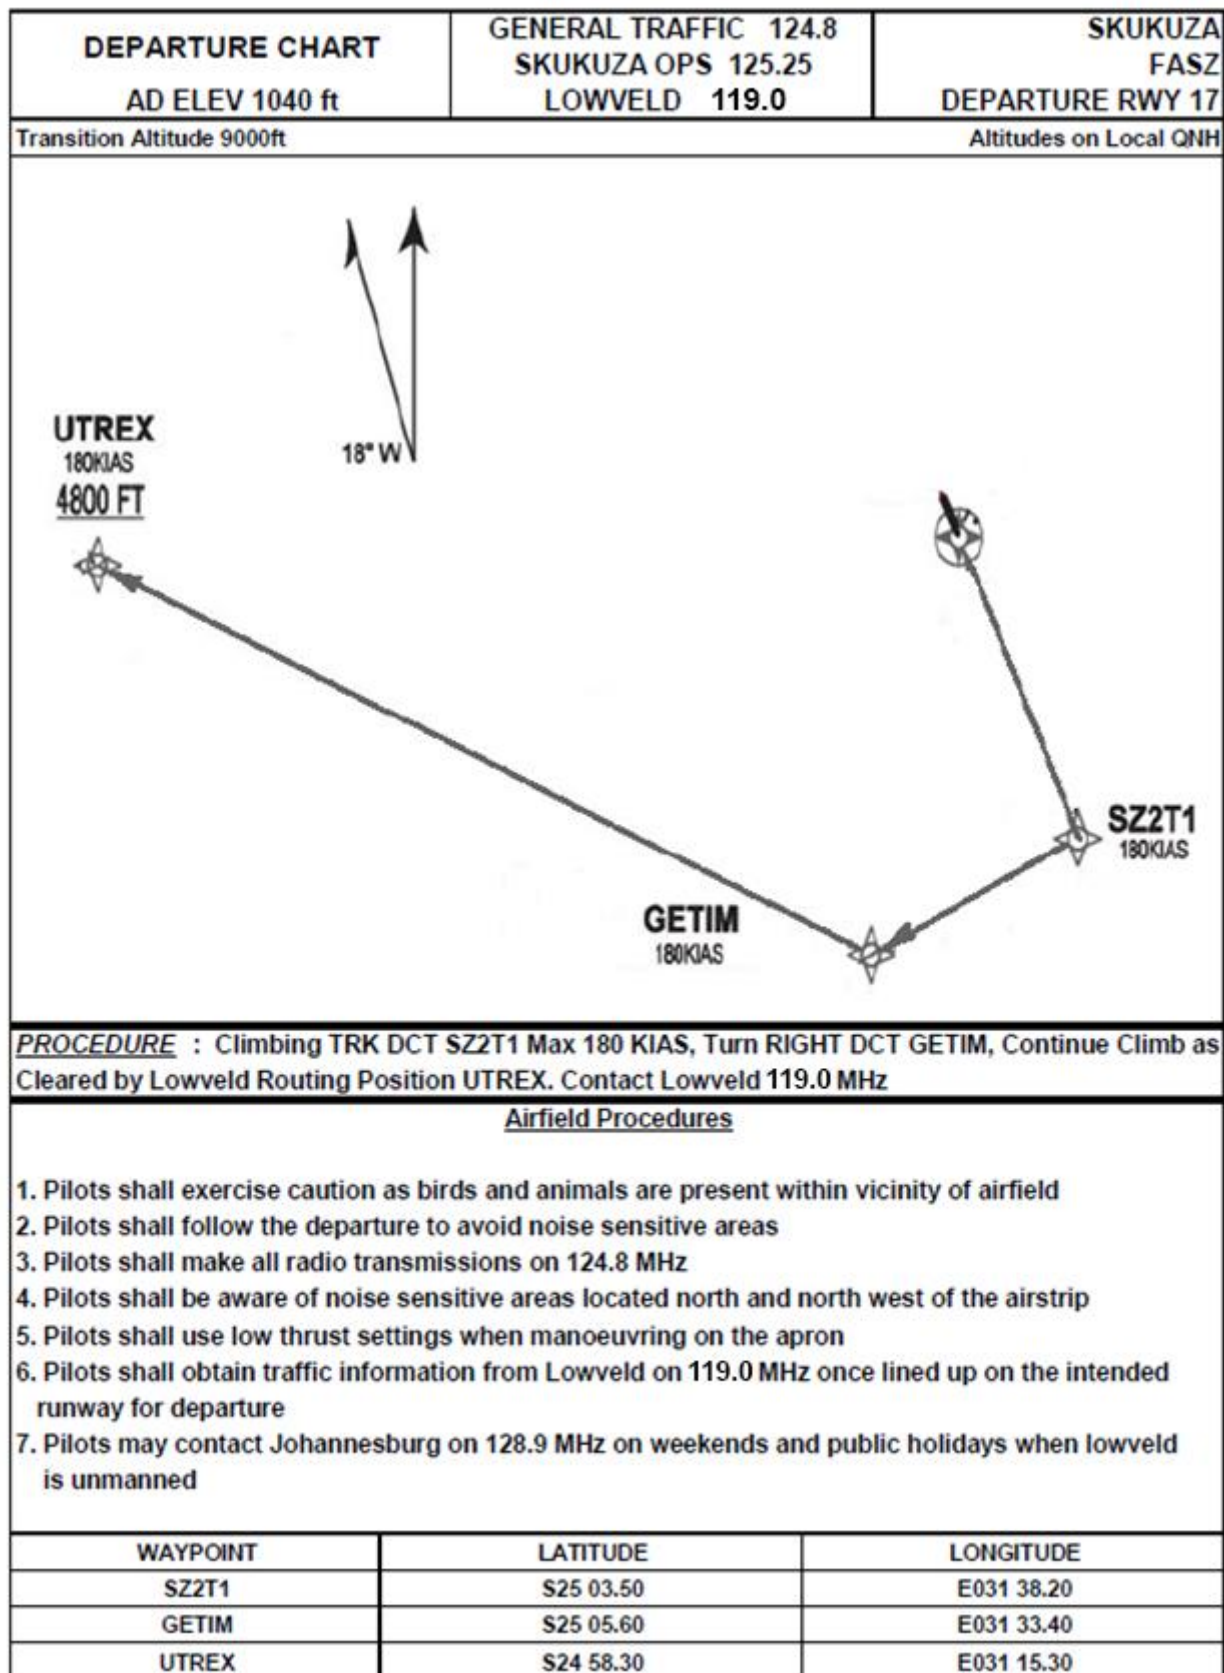 DEPARTURE CHART
AD ELEV 1040 ft
GENERAL TRAFFIC 124.8
SKUKUZA OPS 125.25
LOWVELD 119.0
SKUKUZA
FASZ
DEPARTURE RWY 17
Transition Altitude 9000ft
Altitudes on Local QNH
18° W
UTREX
180KIAS
4800 FT
SZ2T1
180KIAS
GETIM
180KIAS
PROCEDURE : Climbing TRK DCT SZ2T1 Max 180 KIAS, Turn RIGHT DCT GETIM, Continue Climb as
Cleared by Lowveld Routing Position UTREX. Contact Lowveld 119.0 MHz
Airfield Procedures
1. Pilots shall exercise caution as birds and animals are present within vicinity of airfield
2. Pilots shall follow the departure to avoid noise sensitive areas
3. Pilots shall make all radio transmissions on 124.8 MHz
4. Pilots shall be aware of noise sensitive areas located north and north west of the airstrip
5. Pilots shall use low thrust settings when manoeuvring on the apron
6. Pilots shall obtain traffic information from Lowveld on 119.0 MHz once lined up on the intended
runway for departure
7. Pilots may contact Johannesburg on 128.9 MHz on weekends and public holidays when lowveld
is unmanned
WAYPOINT LATITUDE LONGITUDE
SZ2T1 S25 03.50 E031 38.20
GETIM S25 05.60 E031 33.40
UTREX S24 58.30 E031 15.30